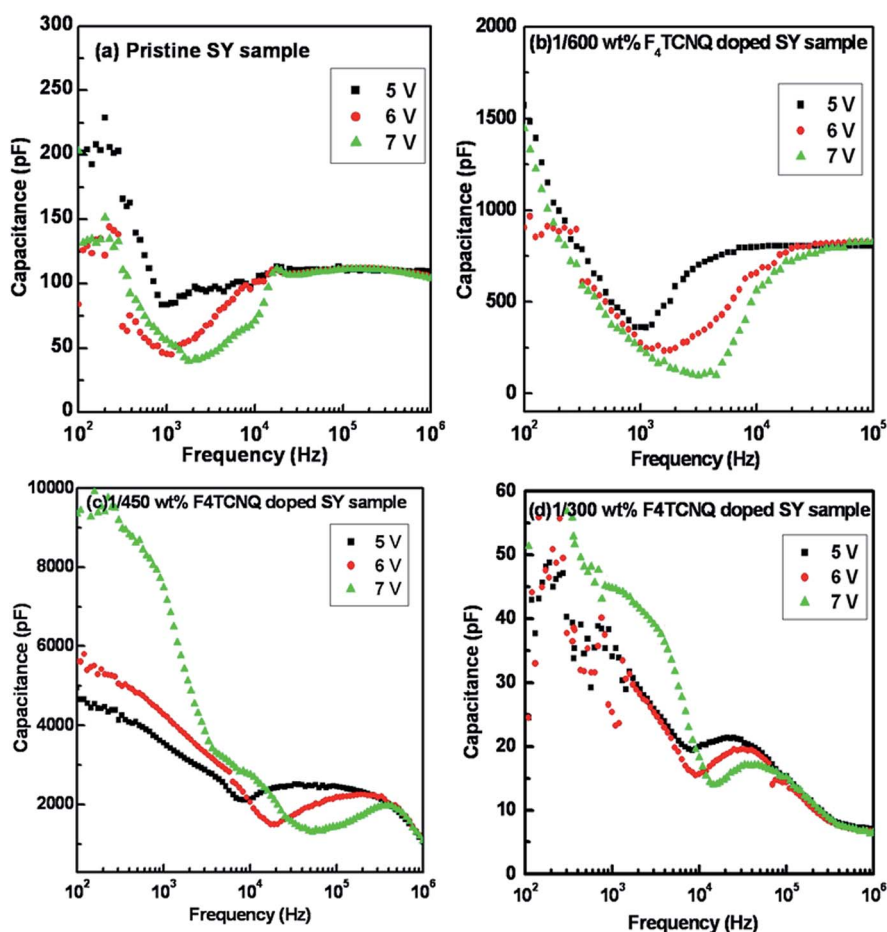 (a) Pristine SY sample
5 V
6 V
7 V
300
250
200
150
100
50
0
Capacitance (pF)
10^2 10^3 10^4 10^5 10^6
Frequency (Hz)
(b)1/600 wt% F_4TCNQ doped SY sample
5 V
6 V
7 V
2000
1500
1000
500
0
Capacitance (pF)
10^2 10^3 10^4 10^5
Frequency (Hz)
(c)1/450 wt% F4TCNQ doped SY sample
5 V
6 V
7 V
10000
8000
6000
4000
2000
Capacitance (pF)
10^2 10^3 10^4 10^5 10^6
Frequency (Hz)
(d)1/300 wt% F4TCNQ doped SY sample
5 V
6 V
7 V
60
50
40
30
20
10
0
Capacitance (pF)
10^2 10^3 10^4 10^5 10^6
Frequency (Hz)